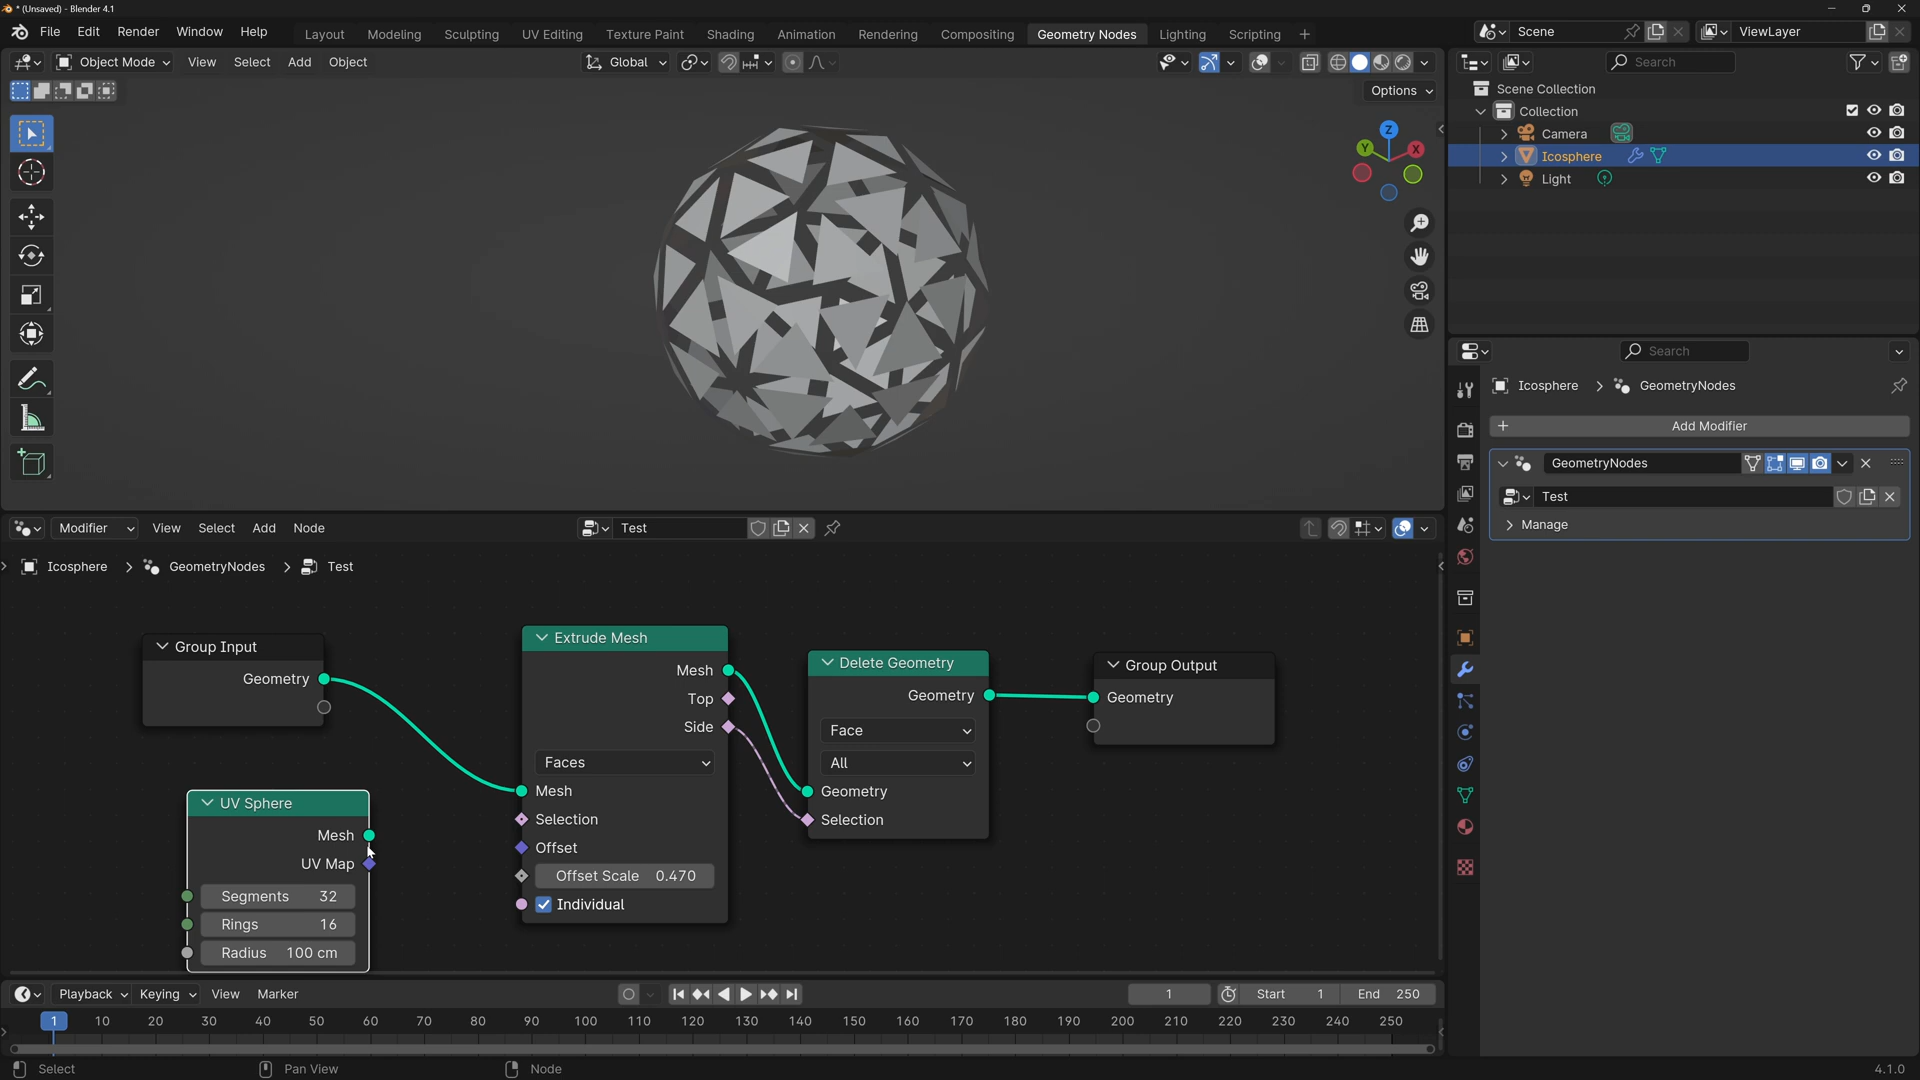 * (Unsaved) - Blender 4.1
File Edit Render Window Help
Layout Modeling Sculpting UV Editing Texture Paint Shading Animation Rendering Compositing Geometry Nodes Lighting Scripting +
Scene
ViewLayer
Object Mode View Select Add Object
Global
Options
Z
Y
X
Search
Scene Collection
Collection
Camera
Icosphere
Light
Search
Icosphere > GeometryNodes
+ Add Modifier
GeometryNodes
Test
Manage
Modifier View Select Add Node
Test
Icosphere > GeometryNodes > Test
Group Input
Geometry
UV Sphere
Mesh
UV Map
Segments 32
Rings 16
Radius 100 cm
Extrude Mesh
Mesh
Top
Side
Faces
Mesh
Selection
Offset
Offset Scale 0.470
Individual
Delete Geometry
Geometry
Face
All
Geometry
Selection
Group Output
Geometry
Playback Keying View Marker
1
Start 1
End 250
1 10 20 30 40 50 60 70 80 90 100 110 120 130 140 150 160 170 180 190 200 210 220 230 240 250
Select
Pan View
Node
4.1.0